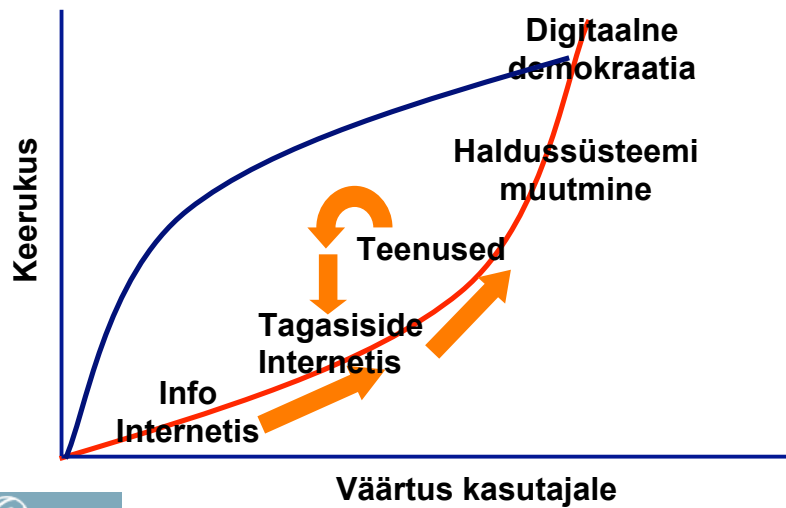 Digitaalne
demokraatia
Haldussüsteemi
muutmine
Teenused
Tagasiside
Internetis
Info
Internetis
Keerukus
Väärtus kasutajale